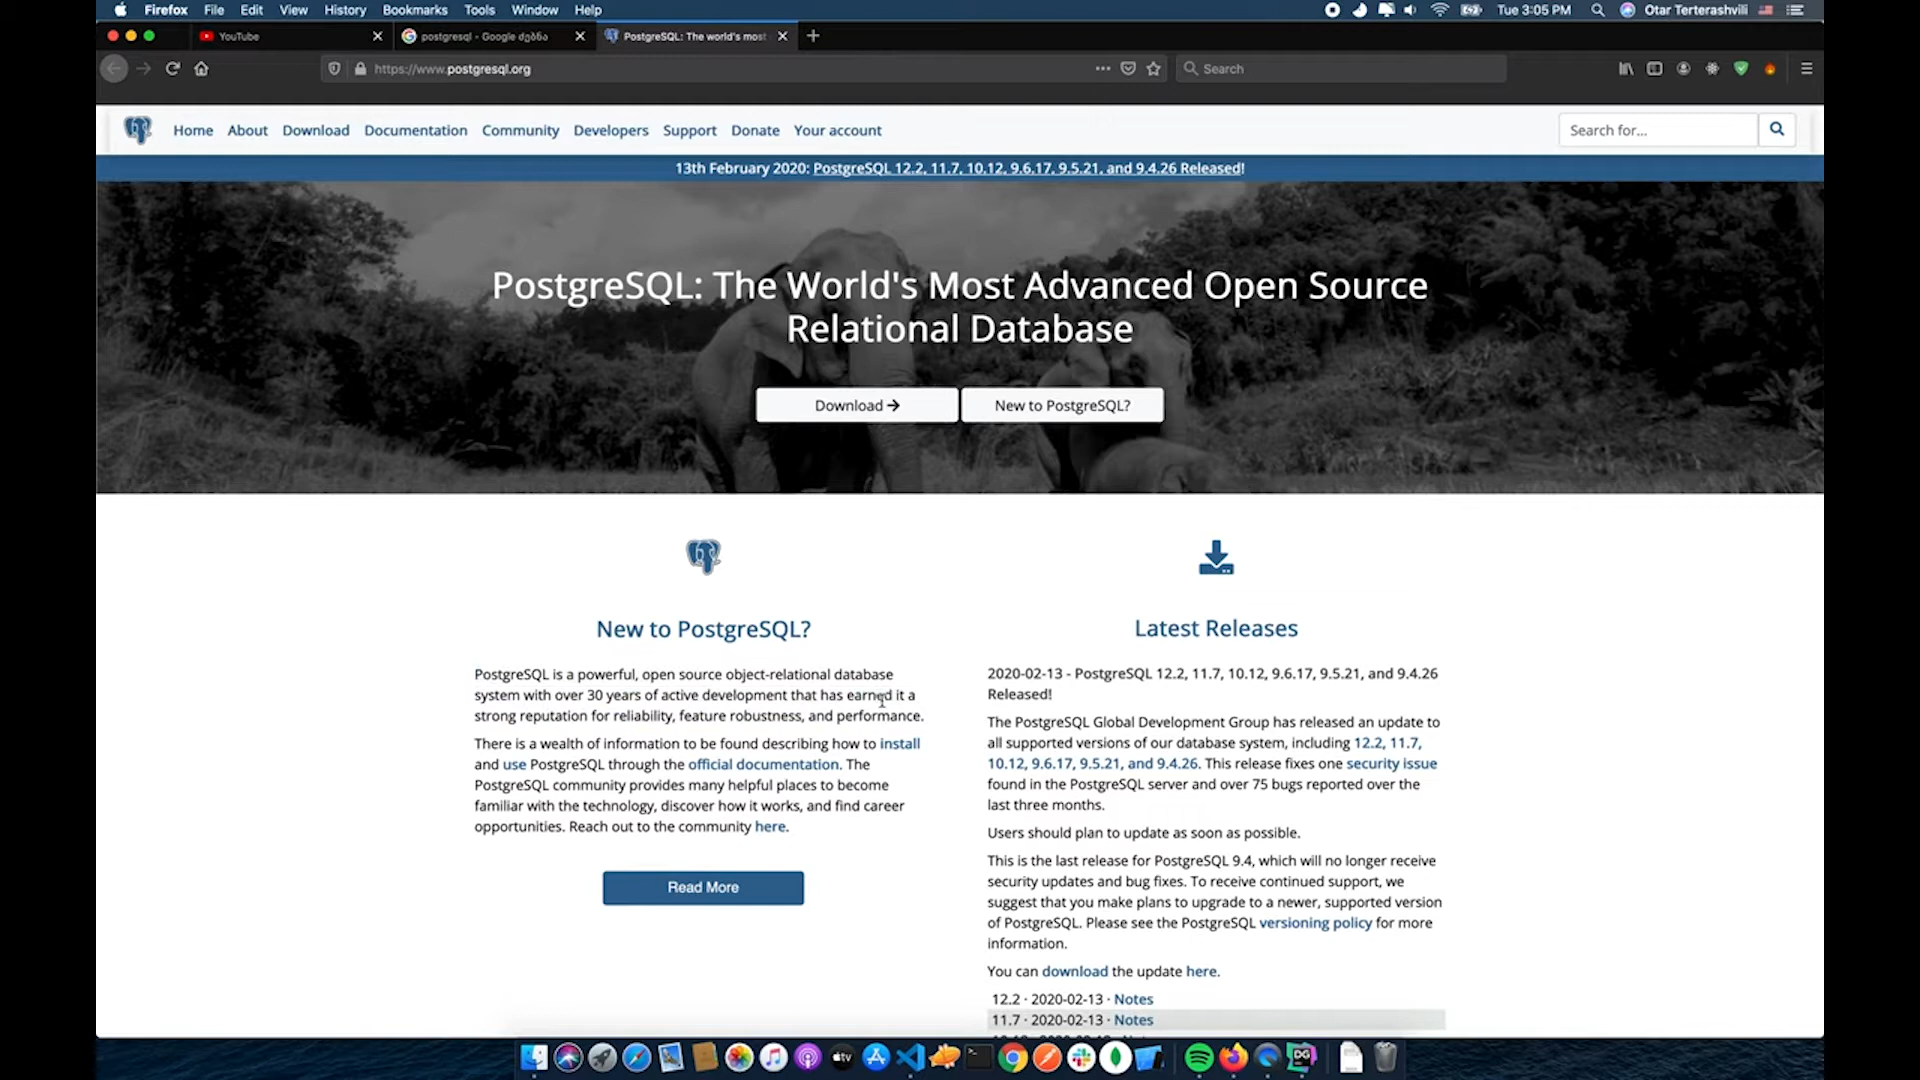 Firefox File Edit View History Bookmarks Tools Window Help Tue 3:05 PM Otar Terterashvili
YouTube postgresql - Google ძებნა PostgreSQL: The world's most
https://www.postgresql.org Search
Home About Download Documentation Community Developers Support Donate Your account Search for...
13th February 2020: PostgreSQL 12.2, 11.7, 10.12, 9.6.17, 9.5.21, and 9.4.26 Released!
PostgreSQL: The World's Most Advanced Open Source
Relational Database
Download New to PostgreSQL?
New to PostgreSQL?
PostgreSQL is a powerful, open source object-relational database
system with over 30 years of active development that has earned it a
strong reputation for reliability, feature robustness, and performance.
There is a wealth of information to be found describing how to install
and use PostgreSQL through the official documentation. The
PostgreSQL community provides many helpful places to become
familiar with the technology, discover how it works, and find career
opportunities. Reach out to the community here.
Read More
Latest Releases
2020-02-13 - PostgreSQL 12.2, 11.7, 10.12, 9.6.17, 9.5.21, and 9.4.26
Released!
The PostgreSQL Global Development Group has released an update to
all supported versions of our database system, including 12.2, 11.7,
10.12, 9.6.17, 9.5.21, and 9.4.26. This release fixes one security issue
found in the PostgreSQL server and over 75 bugs reported over the
last three months.
Users should plan to update as soon as possible.
This is the last release for PostgreSQL 9.4, which will no longer receive
security updates and bug fixes. To receive continued support, we
suggest that you make plans to upgrade to a newer, supported version
of PostgreSQL. Please see the PostgreSQL versioning policy for more
information.
You can download the update here.
12.2 · 2020-02-13 · Notes
11.7 · 2020-02-13 · Notes
tv DG